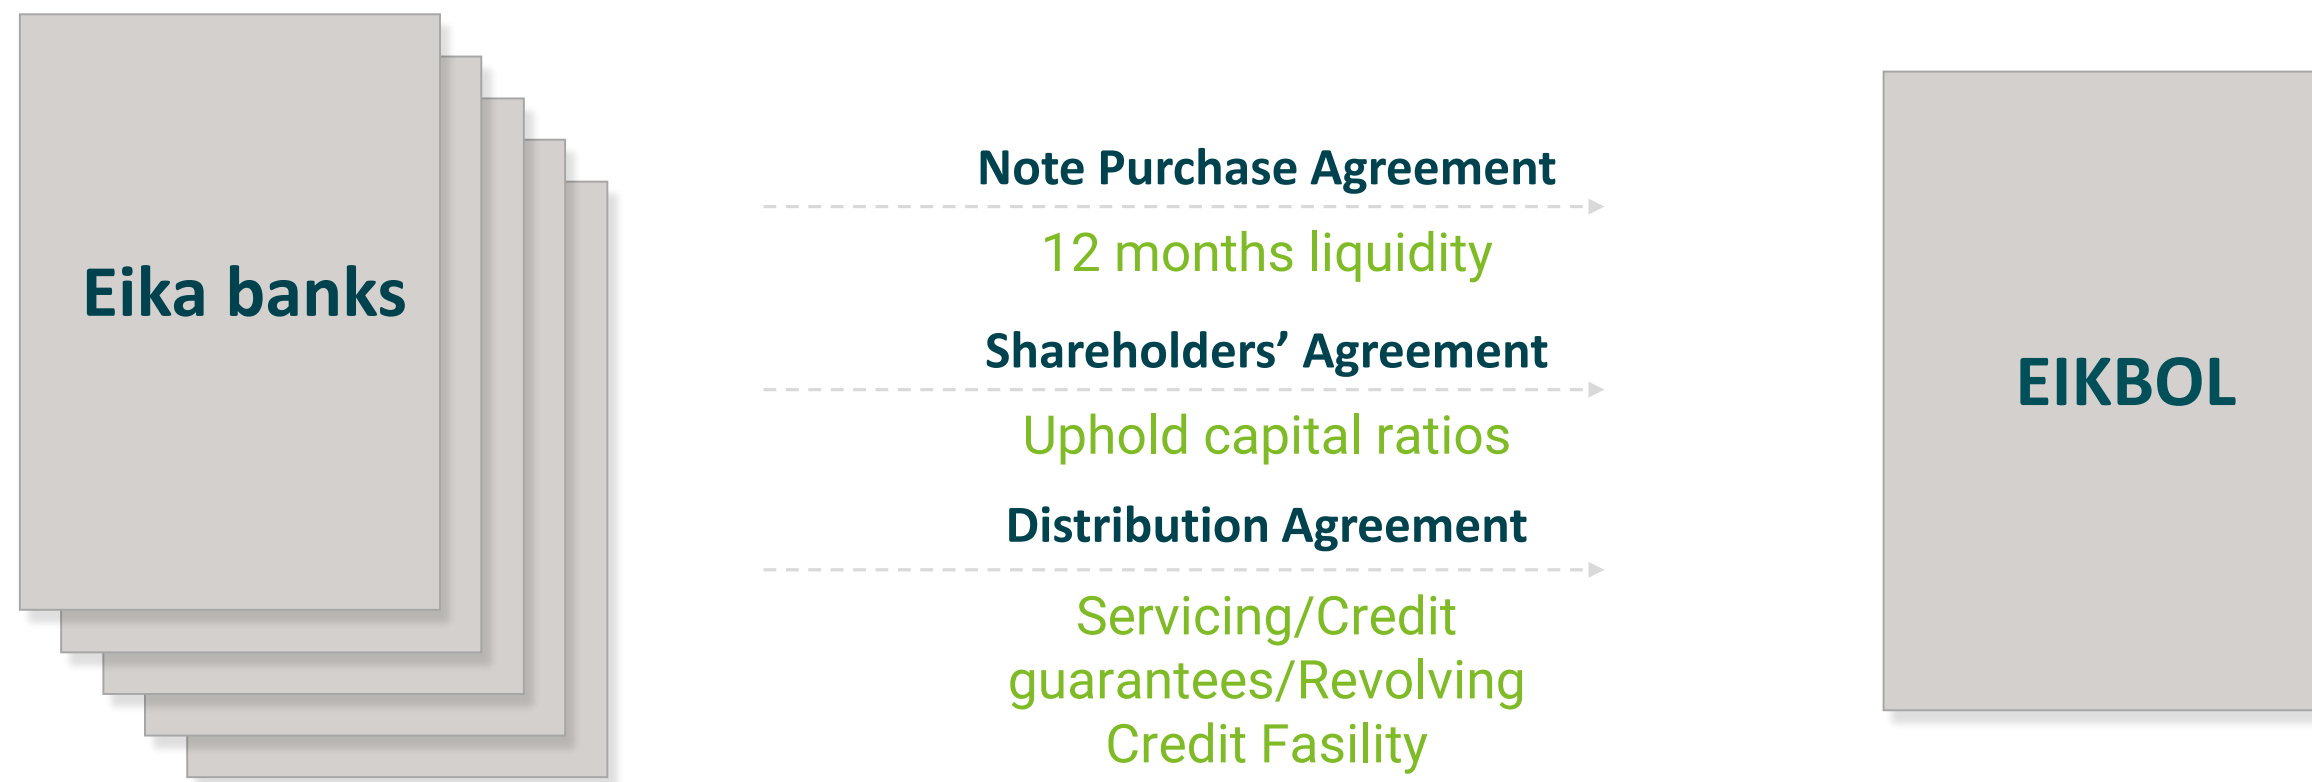 Eika banks
Note Purchase Agreement
12 months liquidity
Shareholders’ Agreement
Uphold capital ratios
Distribution Agreement
Servicing/Credit
guarantees/Revolving
Credit Fasility
EIKBOL